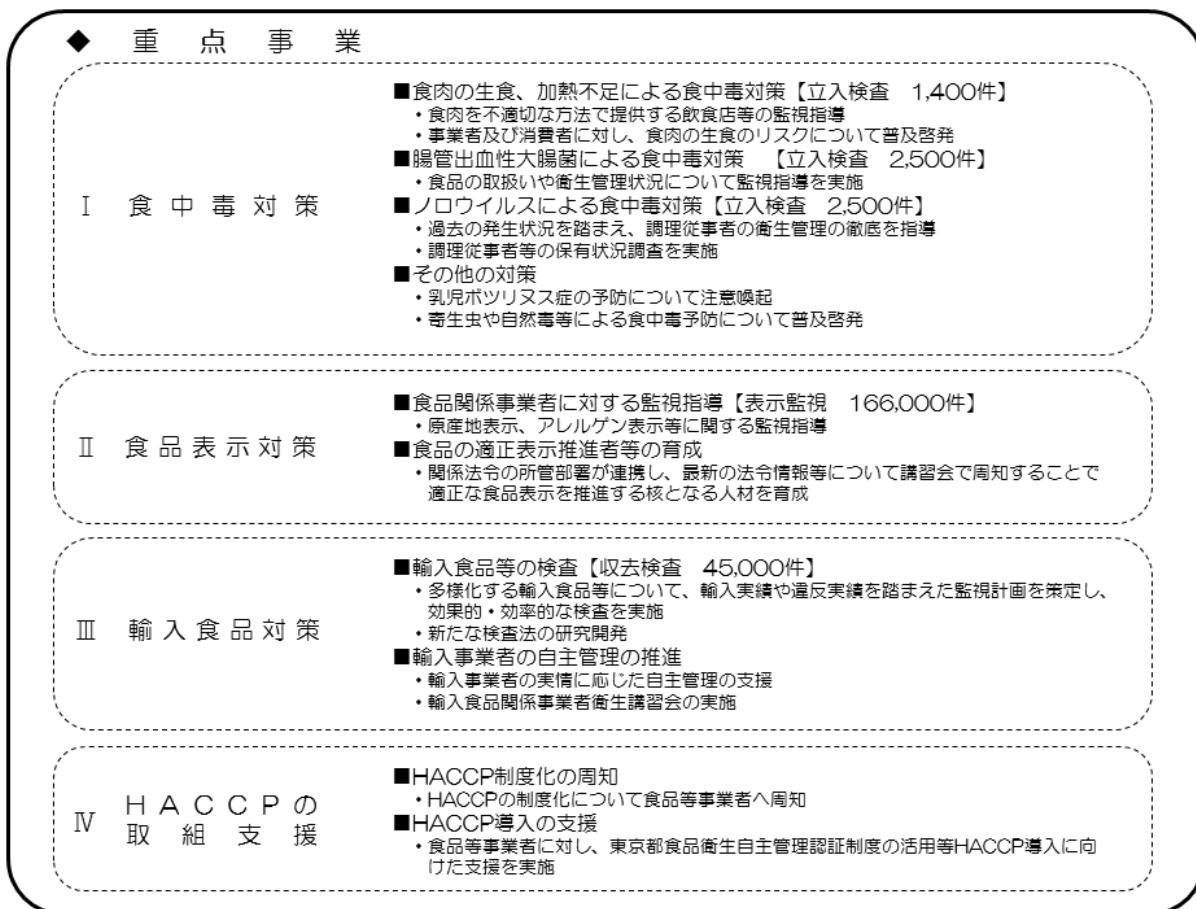 ◆ 重点事業
Ⅰ 食中毒対策
■食肉の生食、加熱不足による食中毒対策【立入検査 1,400件】
・食肉を不適切な方法で提供する飲食店等の監視指導
・事業者及び消費者に対し、食肉の生食のリスクについて普及啓発
■腸管出血性大腸菌による食中毒対策 【立入検査 2,500件】
・食品の取扱いや衛生管理状況について監視指導を実施
■ノロウイルスによる食中毒対策【立入検査 2,500件】
・過去の発生状況を踏まえ、調理従事者の衛生管理の徹底を指導
・調理従事者等の保有状況調査を実施
■その他の対策
・乳児ボツリヌス症の予防について注意喚起
・寄生虫や自然毒等による食中毒予防について普及啓発
Ⅱ 食品表示対策
■食品関係事業者に対する監視指導【表示監視 166,000件】
・原産地表示、アレルゲン表示等に関する監視指導
■食品の適正表示推進者等の育成
・関係法令の所管部署が連携し、最新の法令情報等について講習会で周知することで
適正な食品表示を推進する核となる人材を育成
Ⅲ 輸入食品対策
■輸入食品等の検査【収去検査 45,000件】
・多様化する輸入食品等について、輸入実績や違反実績を踏まえた監視計画を策定し、
効果的・効率的な検査を実施
・新たな検査法の研究開発
■輸入事業者の自主管理の推進
・輸入事業者の実情に応じた自主管理の支援
・輸入食品関係事業者衛生講習会の実施
Ⅳ HACCPの
取組支援
■HACCP制度化の周知
・HACCPの制度化について食品等事業者へ周知
■HACCP導入の支援
・食品等事業者に対し、東京都食品衛生自主管理認証制度の活用等HACCP導入に向
けた支援を実施